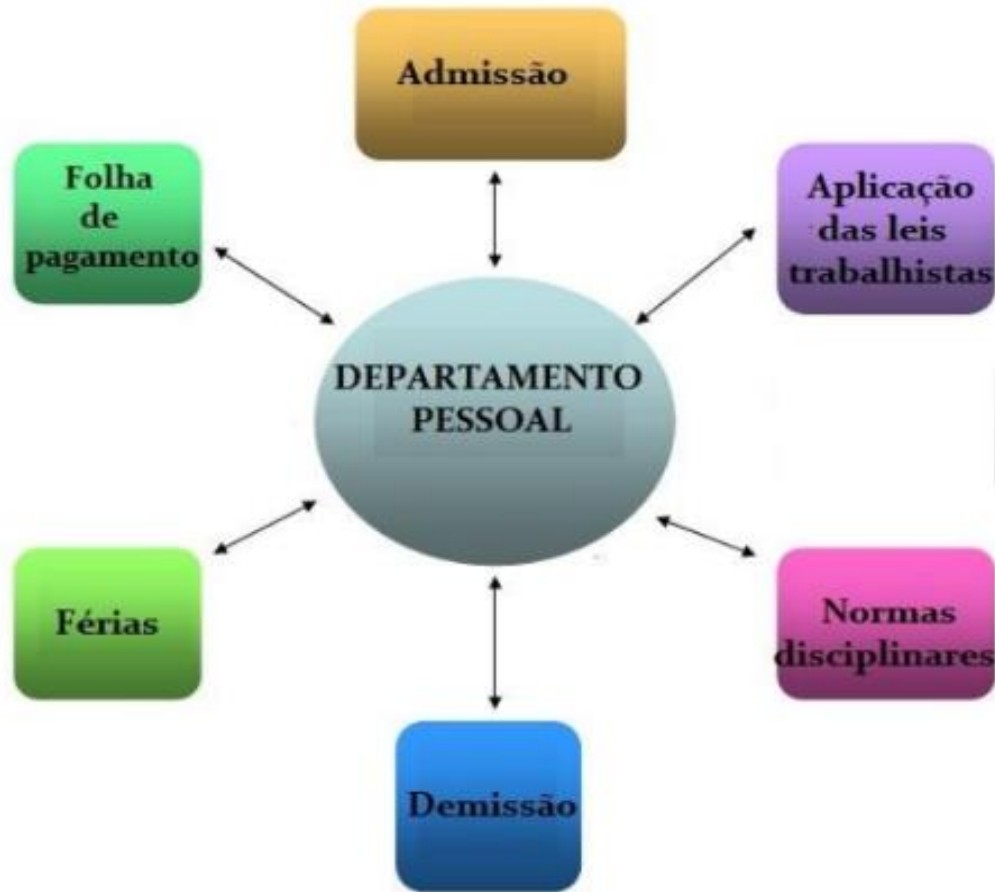 Admissão
Folha
de
pagamento
Aplicação
das leis
trabalhistas
DEPARTAMENTO
PESSOAL
Férias
Normas
disciplinares
Demissão